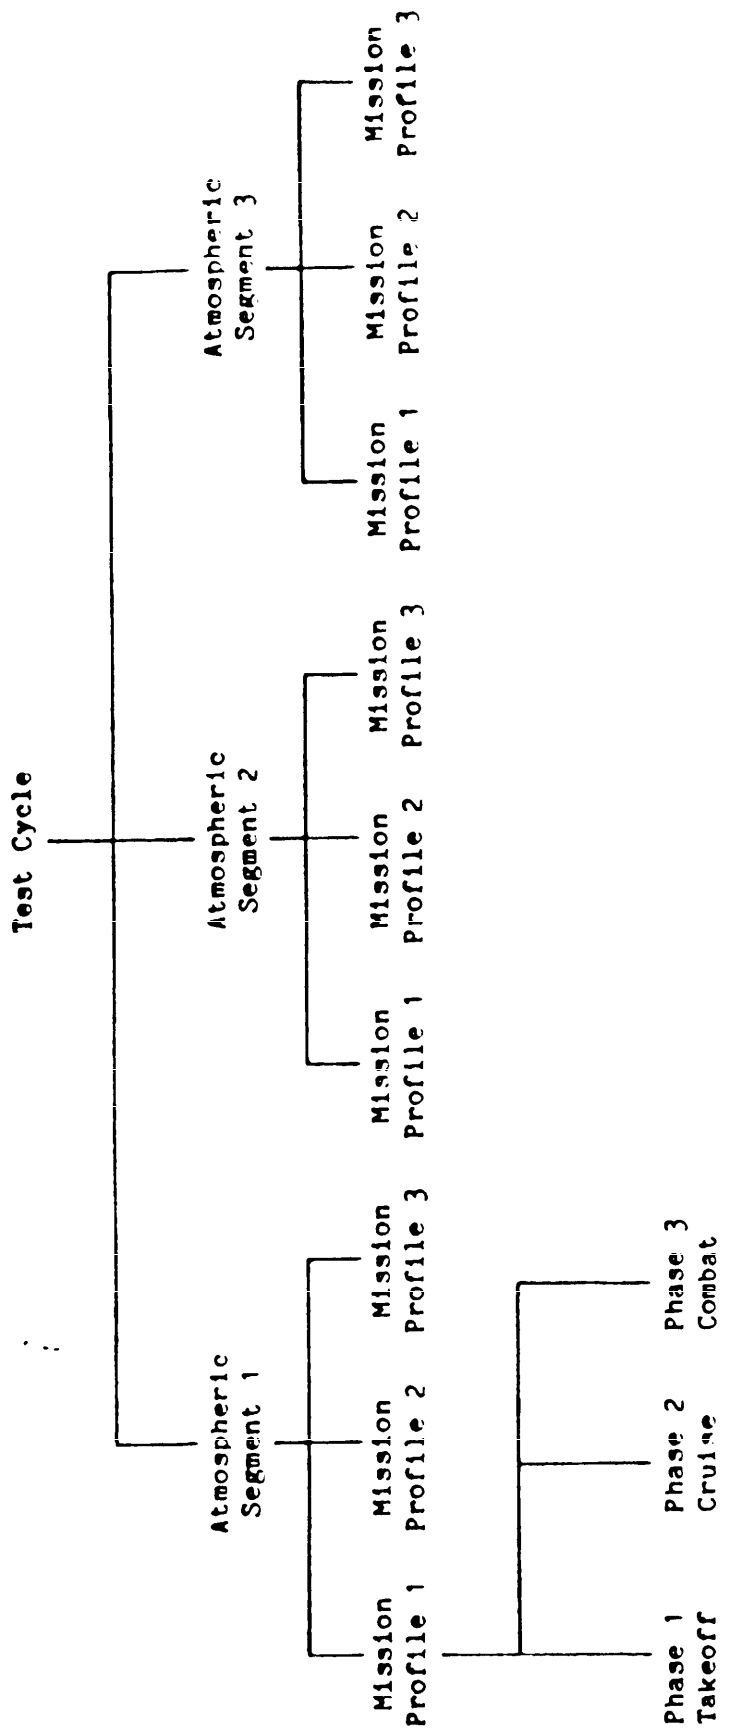 Test Cycle
Atmospheric
Segment 1
Atmospheric
Segment 2
Atmospheric
Segment 3
Mission
Profile 1
Mission
Profile 2
Mission
Profile 3
Mission
Profile 1
Mission
Profile 2
Mission
Profile 3
Mission
Profile 1
Mission
Profile 2
Mission
Profile 3
Phase 1
Takeoff
Phase 2
Cruise
Phase 3
Combat